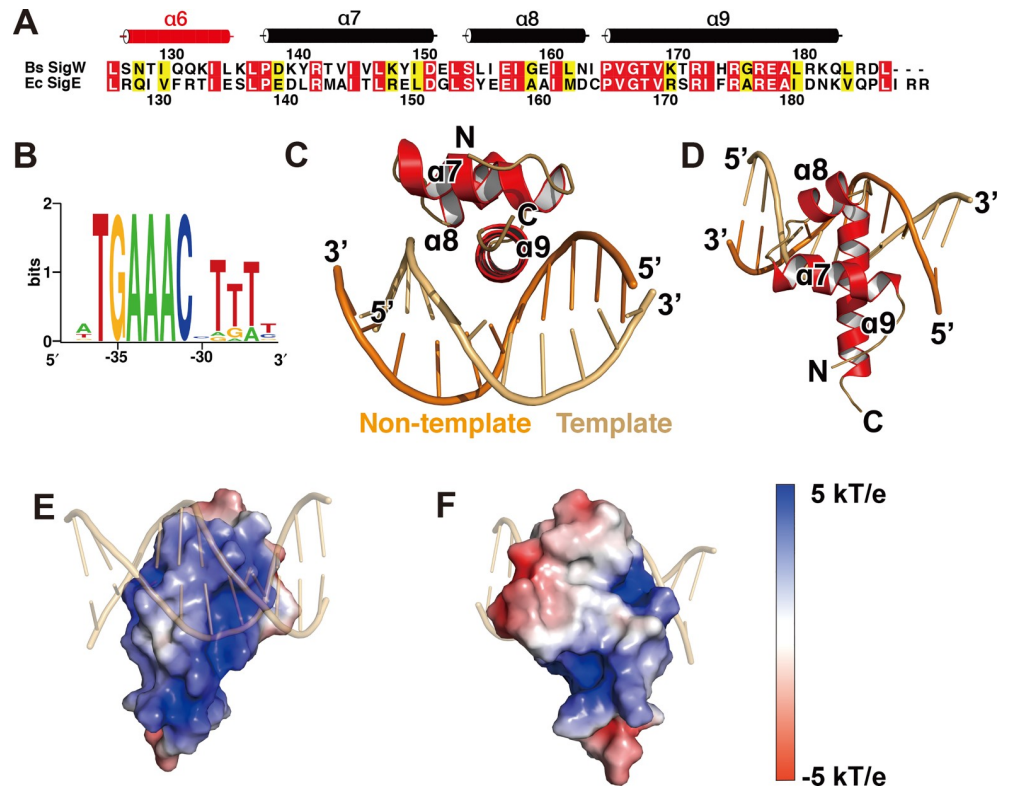 A
α6 α7 α8 α9
130 140 150 160 170 180
Bs SigW LSNTIQQKILKLPDKYRTVIVLKYIDELSLIEIGEILNIPVGTVKTRIHRGREALRKQLRDL---
Ec SigE LRQIVFRTIESLPEDLRMAITLRELDGLSYEEIAAIMDCPVGTVRSRIFRAREAIDNKVQPLIRR
130 140 150 160 170 180
B
2
1
0
bits
A TGAAAC TTT
5′ -35 -30 3′
C
N
α7
C
α8 α9
3′
5′
5′
3′
Non-template Template
D
5′
α8
3′
3′
α7
α9
5′
N
C
E
F
5 kT/e
-5 kT/e